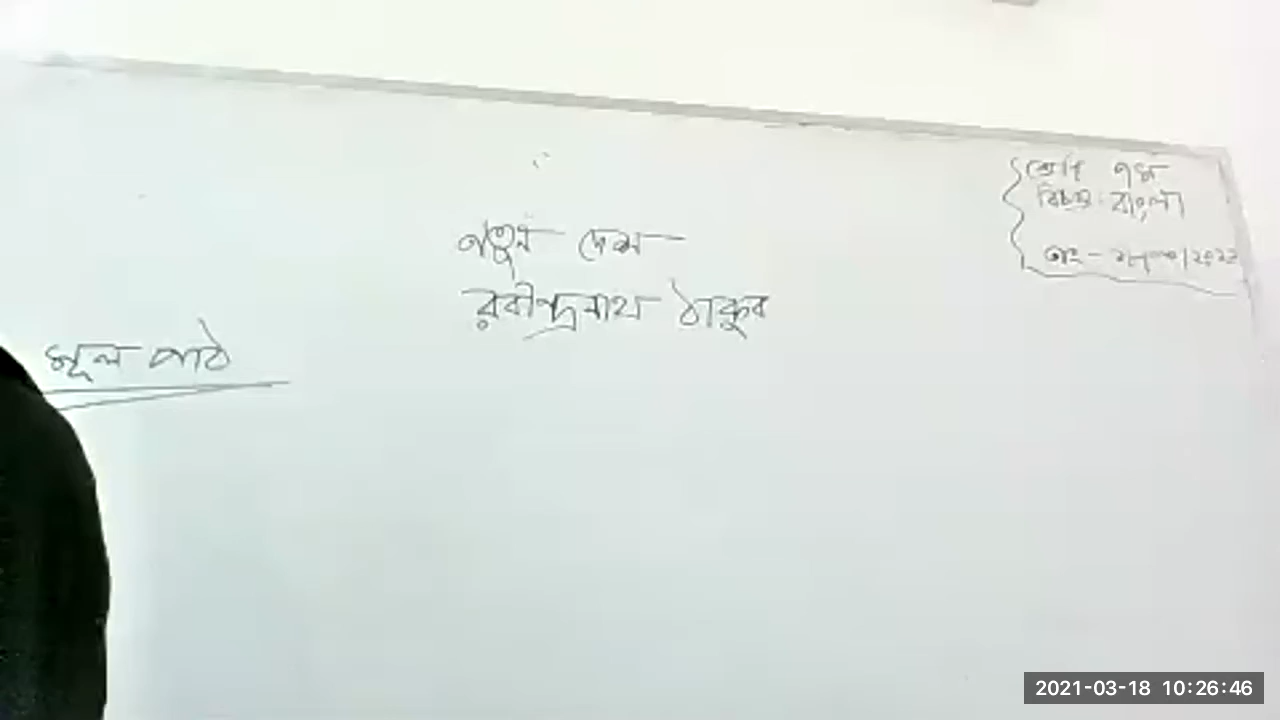 নতুন দেশ
রবীন্দ্রনাথ ঠাকুর
মূল পাঠ
শ্রেণি ৭ম
বিষয় : বাংলা
তাং -
2021-03-18 10:26:46